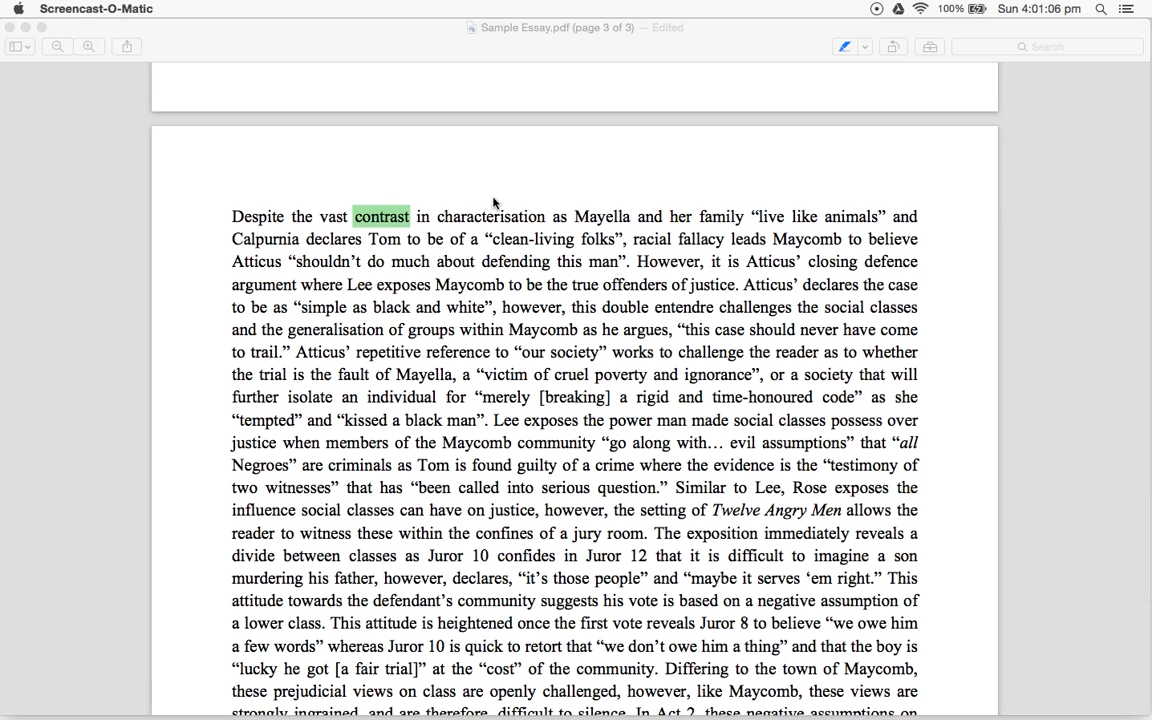 Screencast-O-Matic
100%
Sun 4:01:06 pm
Sample Essay.pdf (page 3 of 3) — Edited
Search
Despite the vast contrast in characterisation as Mayella and her family “live like animals” and
Calpurnia declares Tom to be of a “clean-living folks”, racial fallacy leads Maycomb to believe
Atticus “shouldn’t do much about defending this man”. However, it is Atticus’ closing defence
argument where Lee exposes Maycomb to be the true offenders of justice. Atticus’ declares the case
to be as “simple as black and white”, however, this double entendre challenges the social classes
and the generalisation of groups within Maycomb as he argues, “this case should never have come
to trail.” Atticus’ repetitive reference to “our society” works to challenge the reader as to whether
the trial is the fault of Mayella, a “victim of cruel poverty and ignorance”, or a society that will
further isolate an individual for “merely [breaking] a rigid and time-honoured code” as she
“tempted” and “kissed a black man”. Lee exposes the power man made social classes possess over
justice when members of the Maycomb community “go along with… evil assumptions” that “all
Negroes” are criminals as Tom is found guilty of a crime where the evidence is the “testimony of
two witnesses” that has “been called into serious question.” Similar to Lee, Rose exposes the
influence social classes can have on justice, however, the setting of Twelve Angry Men allows the
reader to witness these within the confines of a jury room. The exposition immediately reveals a
divide between classes as Juror 10 confides in Juror 12 that it is difficult to imagine a son
murdering his father, however, declares, “it’s those people” and “maybe it serves ‘em right.” This
attitude towards the defendant’s community suggests his vote is based on a negative assumption of
a lower class. This attitude is heightened once the first vote reveals Juror 8 to believe “we owe him
a few words” whereas Juror 10 is quick to retort that “we don’t owe him a thing” and that the boy is
“lucky he got [a fair trial]” at the “cost” of the community. Differing to the town of Maycomb,
these prejudicial views on class are openly challenged, however, like Maycomb, these views are
strongly ingrained, and are therefore, difficult to silence. In Act 2, these negative assumptions on